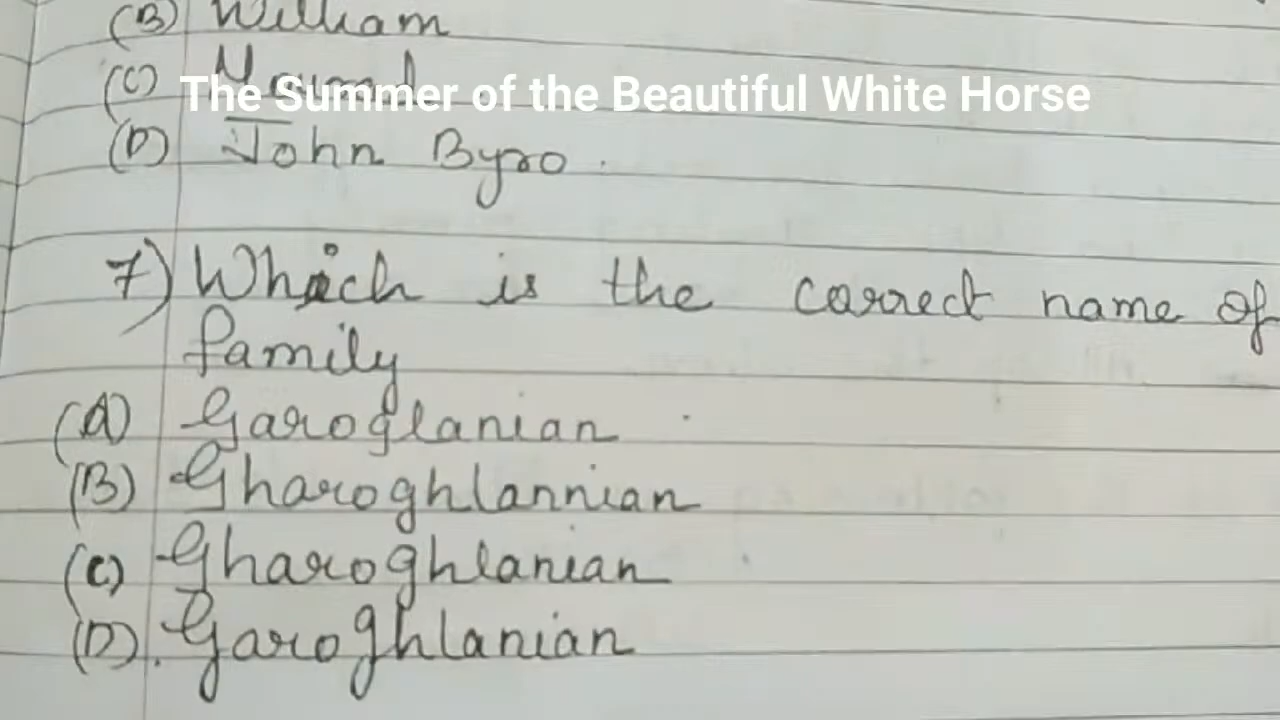 (B) William
(C) Mourad
The Summer of the Beautiful White Horse
(D) John Byro.
7) Which is the correct name of
family
(A) Garoglanian
(B) Gharoghlannian
(C) Gharoghlanian
(D). Garoghlanian